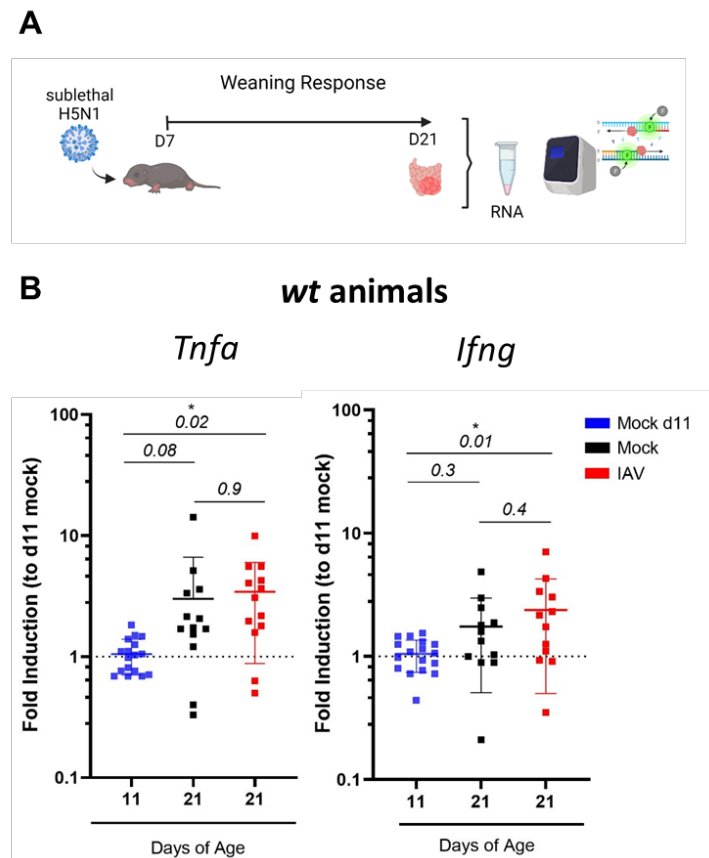 A
Weaning Response
sublethal
H5N1
D7
D21
RNA
B
wt animals
Tnfa
Ifng
Fold Induction (to d11 mock)
100
10
1
0.1
*
0.02
0.08
0.9
11
21
21
Days of Age
Fold Induction (to d11 mock)
100
10
1
0.1
*
0.01
0.3
0.4
11
21
21
Days of Age
Mock d11
Mock
IAV